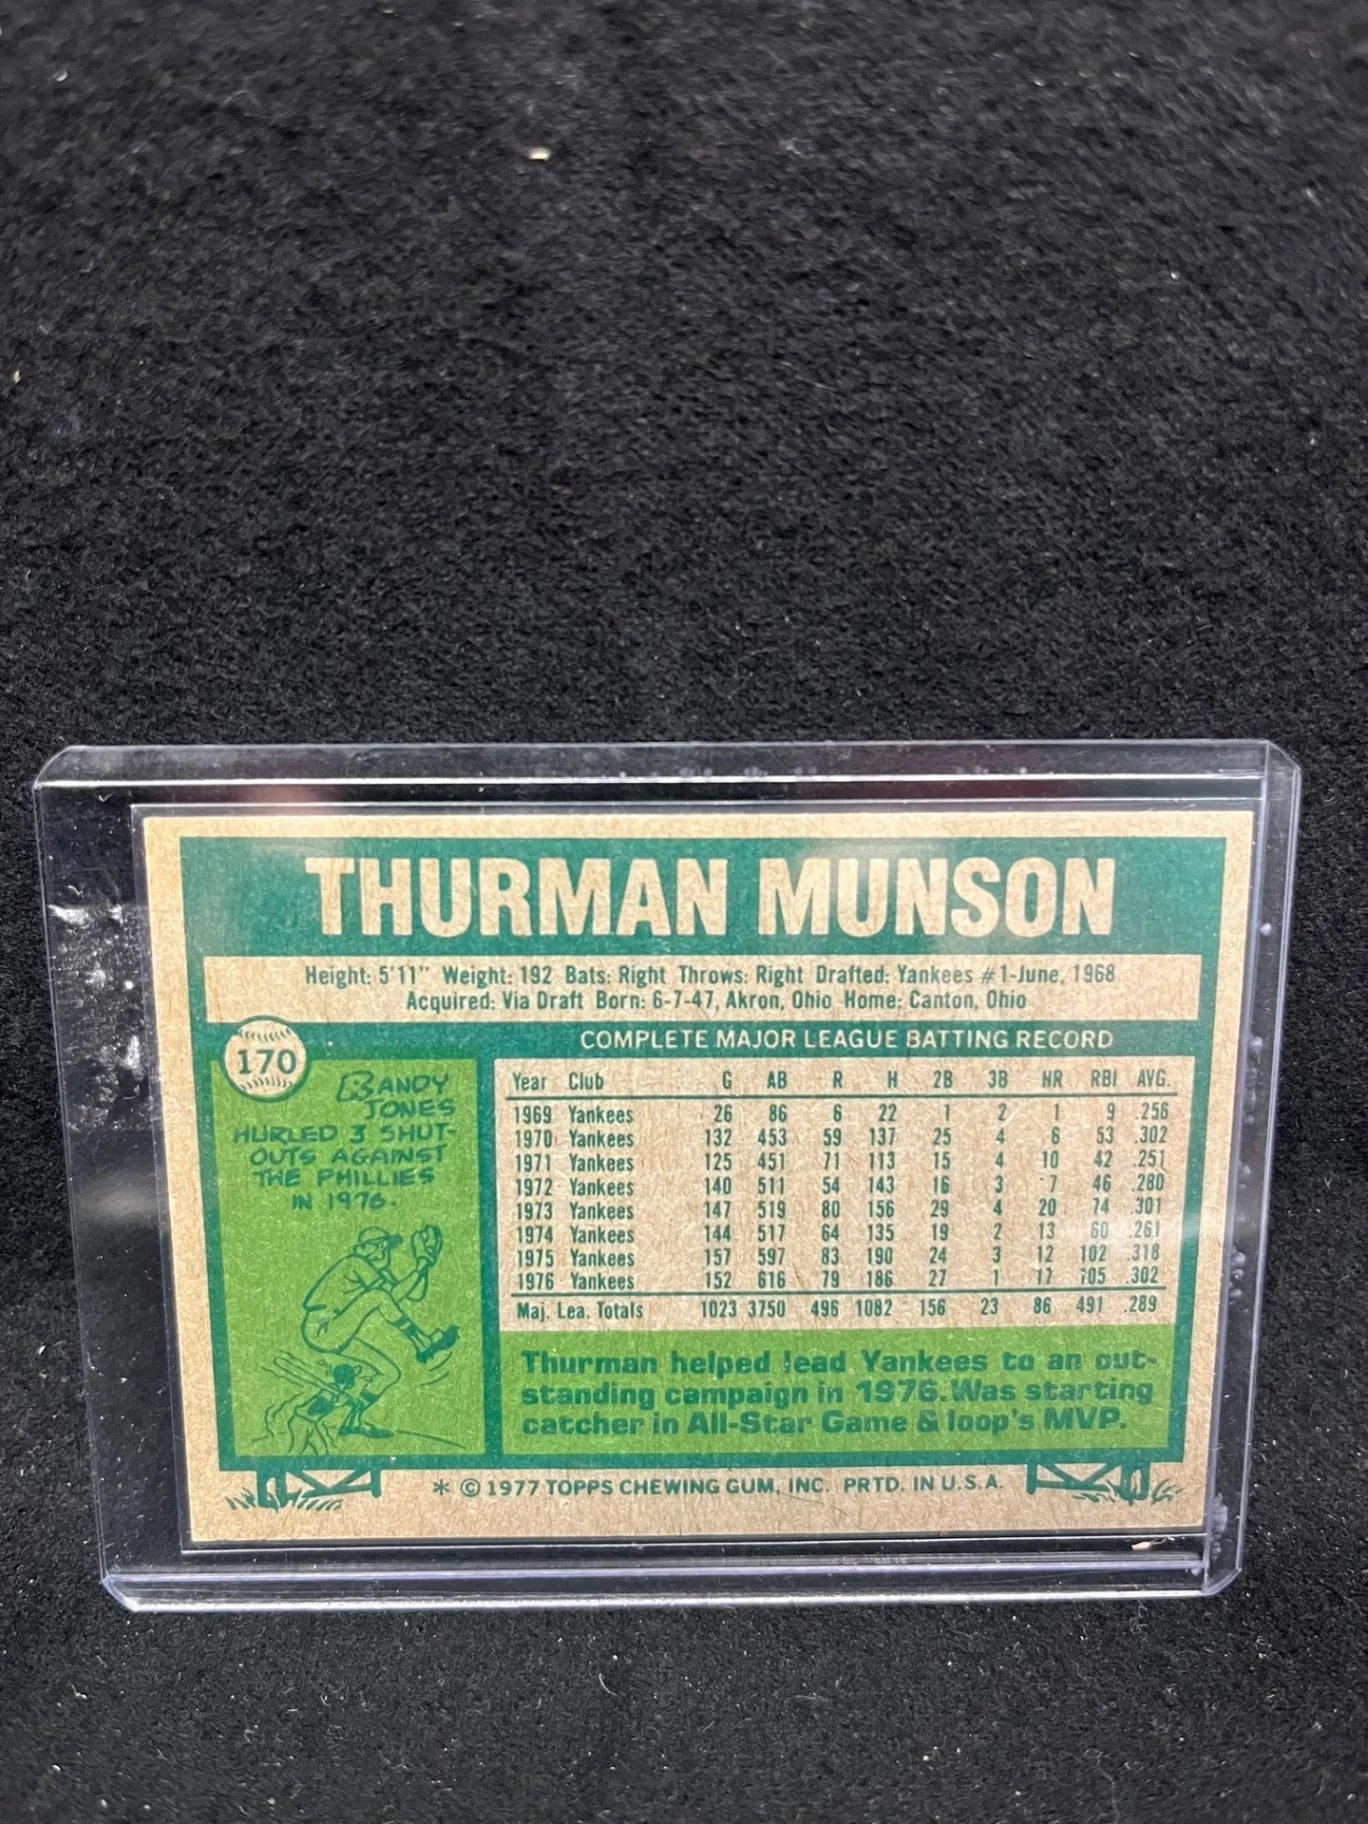 THURMAN MUNSON
Height: 5'11" Weight: 192 Bats: Right Throws: Right Drafted: Yankees #1-June, 1968
Acquired: Via Draft Born: 6-7-47, Akron, Ohio Home: Canton, Ohio
170
RANDY
JONES
HURLED 3 SHUT-
OUTS AGAINST
THE PHILLIES
IN 1976.
COMPLETE MAJOR LEAGUE BATTING RECORD
Year Club G AB R H 2B 3B HR RBI AVG.
1969 Yankees 26 86 6 22 1 2 1 9 .256
1970 Yankees 132 453 59 137 25 4 6 53 .302
1971 Yankees 125 451 71 113 15 4 10 42 .251
1972 Yankees 140 511 54 143 16 3 7 46 .280
1973 Yankees 147 519 80 156 29 4 20 74 .301
1974 Yankees 144 517 64 135 19 2 13 60 .261
1975 Yankees 157 597 83 190 24 3 12 102 .318
1976 Yankees 152 616 79 186 27 1 17 105 .302
Maj. Lea. Totals 1023 3750 496 1082 156 23 86 491 .289
Thurman helped lead Yankees to an out-
standing campaign in 1976. Was starting
catcher in All-Star Game & loop's MVP.
* © 1977 TOPPS CHEWING GUM, INC. PRTD. IN U.S.A.